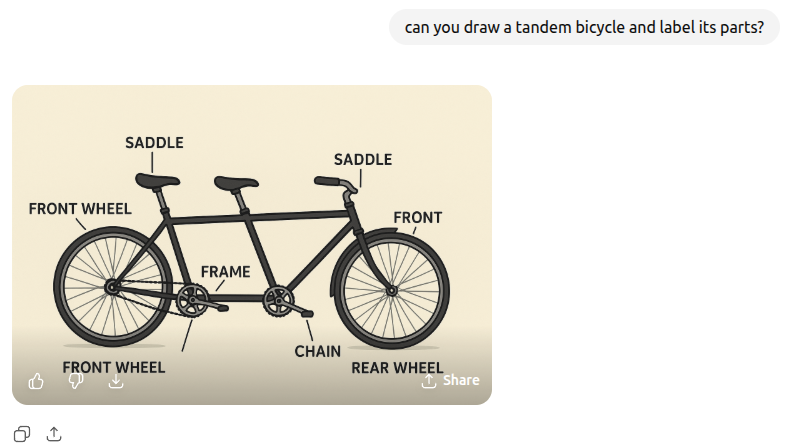 can you draw a tandem bicycle and label its parts?
SADDLE
SADDLE
FRONT WHEEL
FRONT
FRAME
CHAIN
FRONT WHEEL
REAR WHEEL
Share